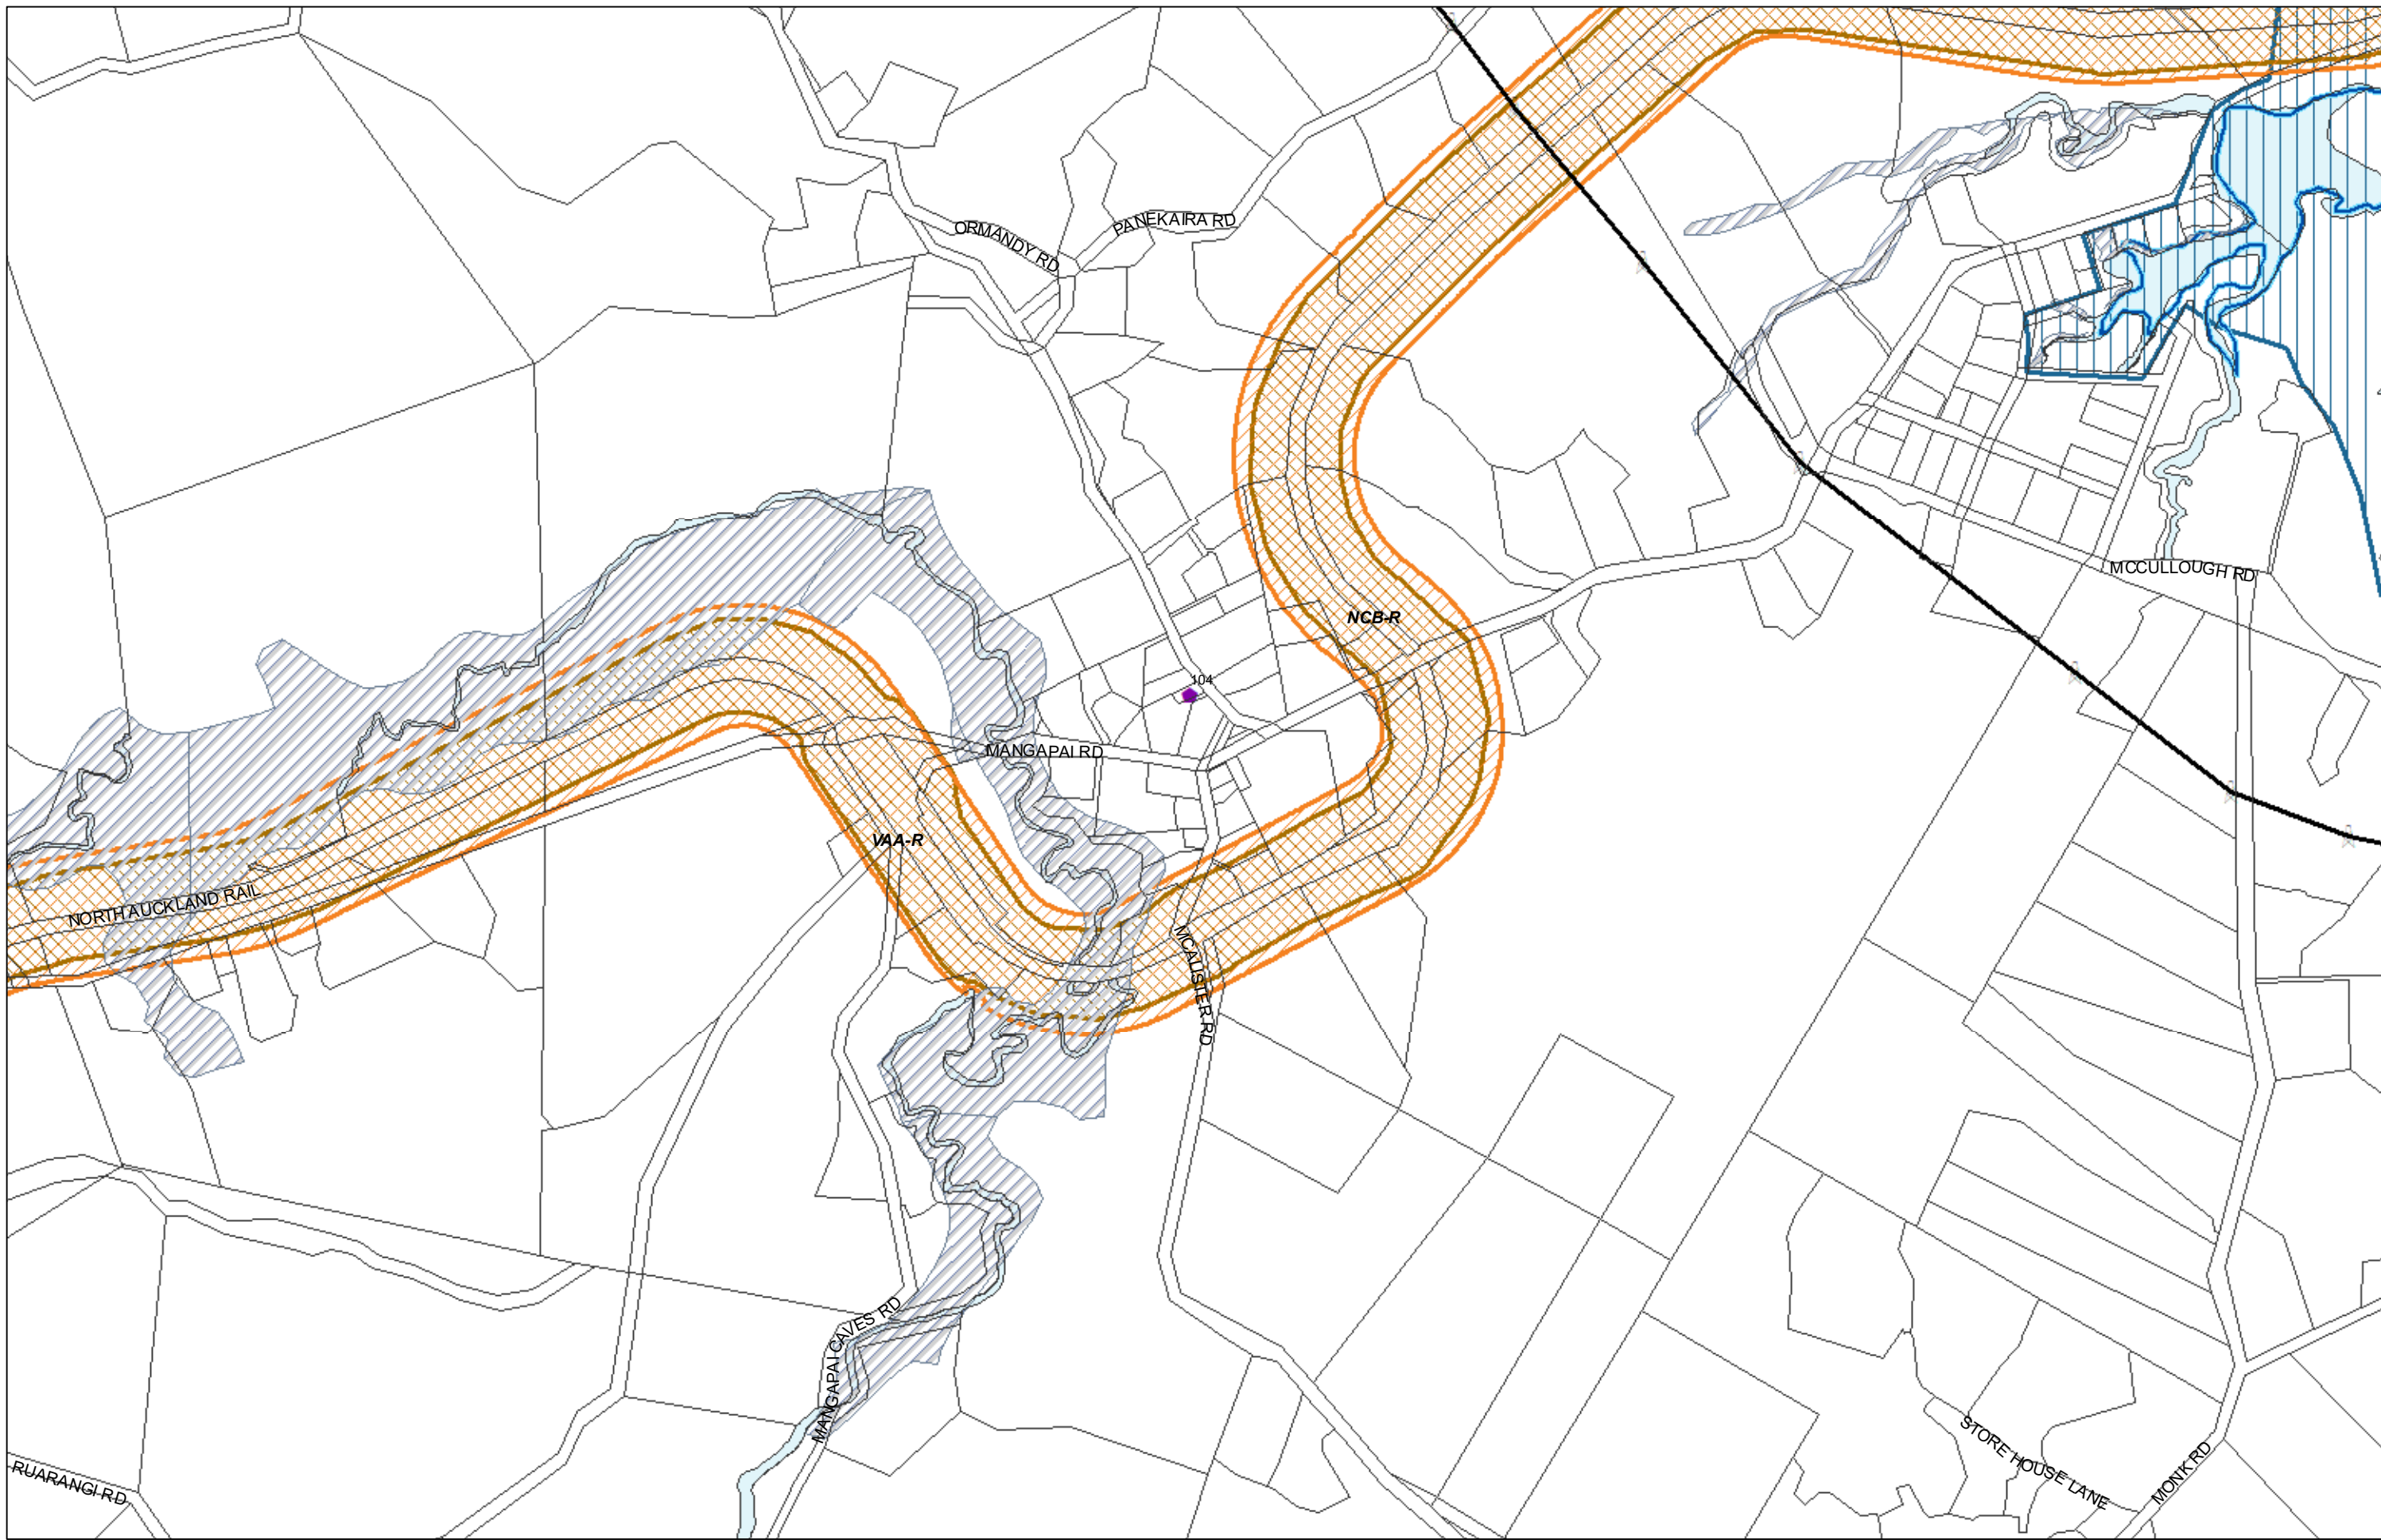 ORMANDY RD
PANEKAIRA RD
MCCULLOUGH RD
NCB-R
104
MANGAPAI RD
VAA-R
NORTH AUCKLAND RAIL
MCALISTER RD
MANGAPAI CAVES RD
STORE HOUSE LANE
MONK RD
RUARANGI RD